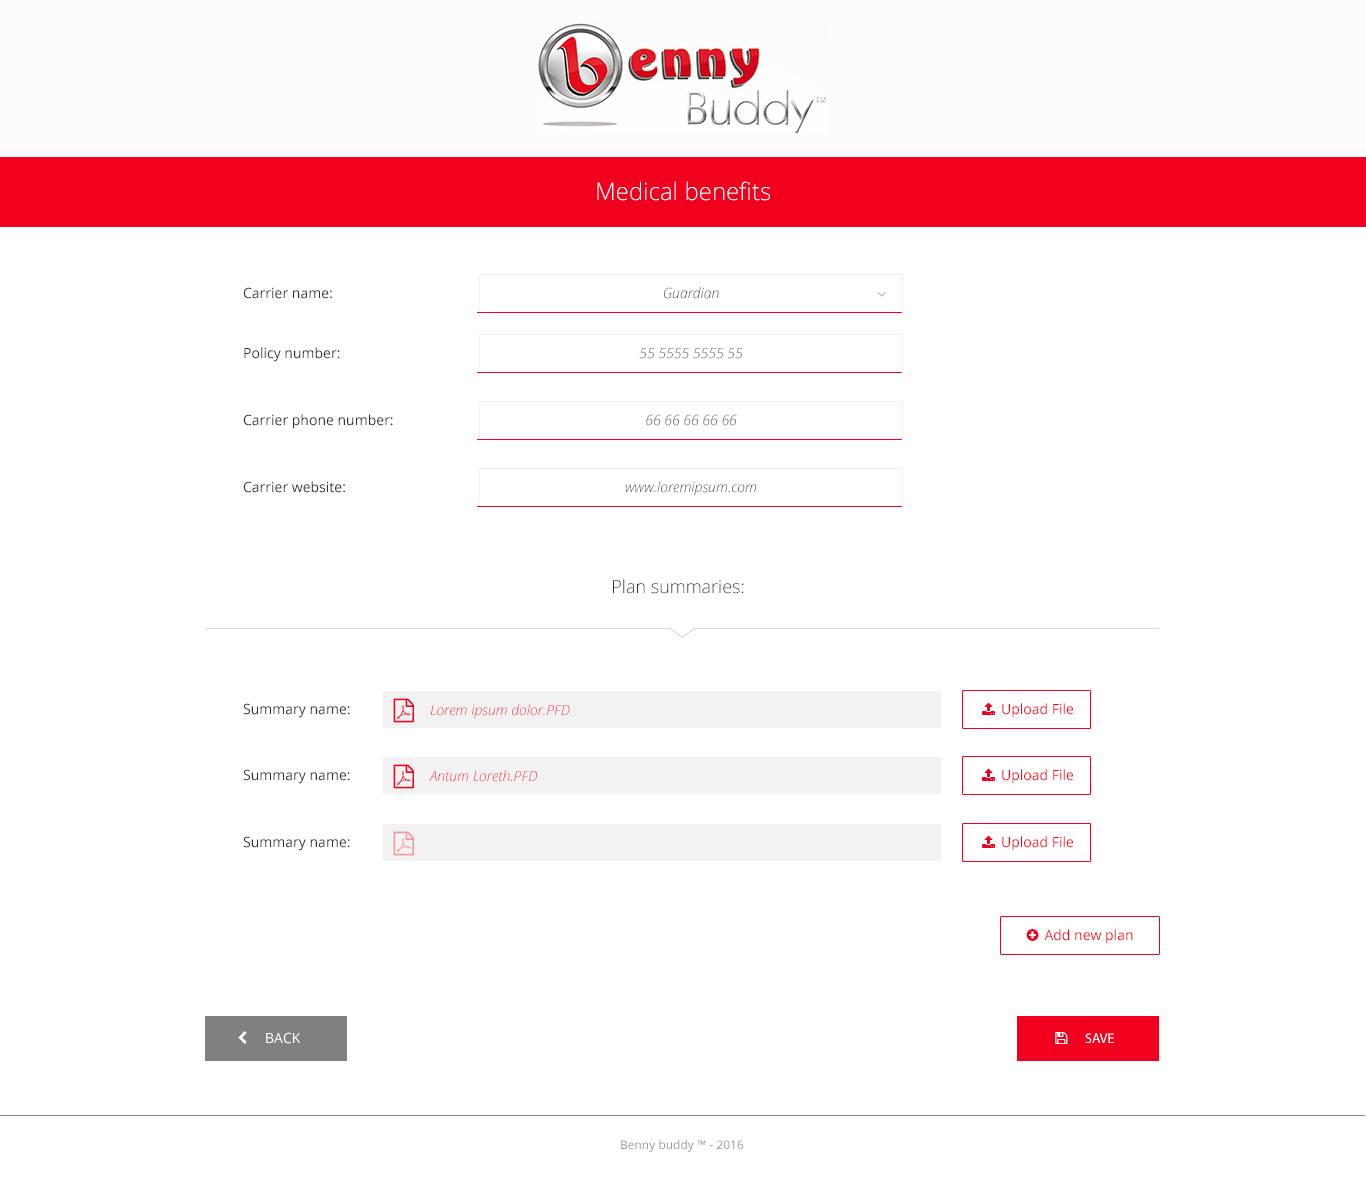 benny
Buddy™
Medical benefits
Carrier name: Guardian
Policy number: 55 5555 5555 55
Carrier phone number: 66 66 66 66 66
Carrier website: www.loremipsum.com
Plan summaries:
Summary name: Lorem ipsum dolor.PFD Upload File
Summary name: Antum Loreth.PFD Upload File
Summary name: Upload File
Add new plan
BACK SAVE
Benny buddy ™ - 2016